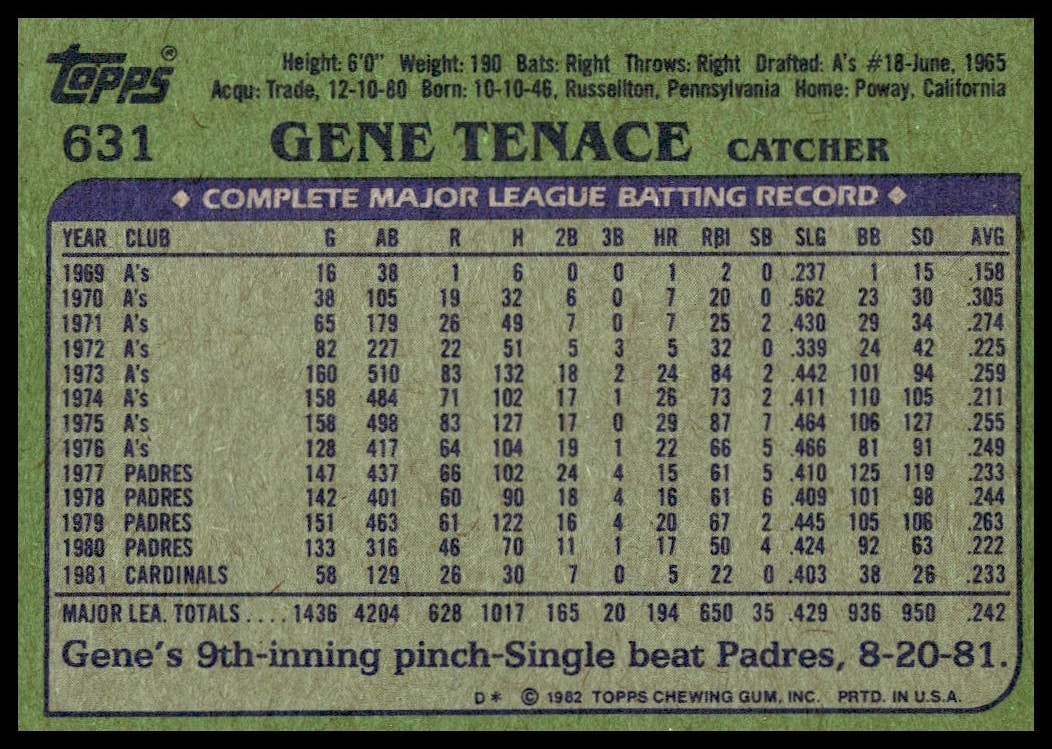 Topps®
Height: 6'0" Weight: 190 Bats: Right Throws: Right Drafted: A's #18-June, 1965
Acqu: Trade, 12-10-80 Born: 10-10-46, Russellton, Pennsylvania Home: Poway, California
631 GENE TENACE CATCHER
◆ COMPLETE MAJOR LEAGUE BATTING RECORD ◆
YEAR CLUB G AB R H 2B 3B HR RBI SB SLG BB SO AVG
1969 A's 16 38 1 6 0 0 1 2 0 .237 1 15 .158
1970 A's 38 105 19 32 6 0 7 20 0 .562 23 30 .305
1971 A's 65 179 26 49 7 0 7 25 2 .430 29 34 .274
1972 A's 82 227 22 51 5 3 5 32 0 .339 24 42 .225
1973 A's 160 510 83 132 18 2 24 84 2 .442 101 94 .259
1974 A's 158 484 71 102 17 1 26 73 2 .411 110 105 .211
1975 A's 158 498 83 127 17 0 29 87 7 .464 106 127 .255
1976 A's 128 417 64 104 19 1 22 66 5 .466 81 91 .249
1977 PADRES 147 437 66 102 24 4 15 61 5 .410 125 119 .233
1978 PADRES 142 401 60 90 18 4 16 61 6 .409 101 98 .244
1979 PADRES 151 463 61 122 16 4 20 67 2 .445 105 106 .263
1980 PADRES 133 316 46 70 11 1 17 50 4 .424 92 63 .222
1981 CARDINALS 58 129 26 30 7 0 5 22 0 .403 38 26 .233
MAJOR LEA. TOTALS....1436 4204 628 1017 165 20 194 650 35 .429 936 950 .242
Gene's 9th-inning pinch-Single beat Padres, 8-20-81.
D* © 1982 TOPPS CHEWING GUM, INC. PRTD. IN U.S.A.